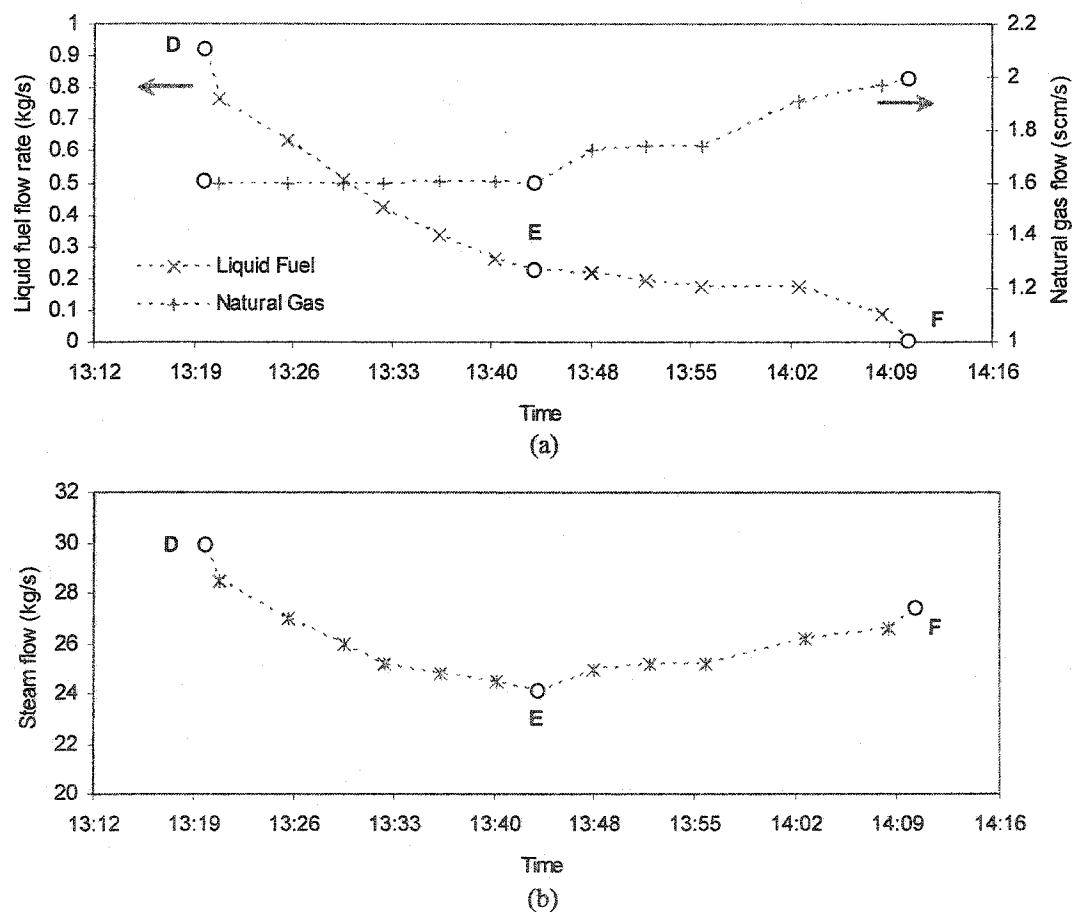 Liquid fuel flow rate (kg/s)
1
0.9
0.8
0.7
0.6
0.5
0.4
0.3
0.2
0.1
0
D
E
F
Liquid Fuel
Natural Gas
2.2
2
1.8
1.6
1.4
1.2
1
Natural gas flow (scm/s)
13:12 13:19 13:26 13:33 13:40 13:48 13:55 14:02 14:09 14:16
Time
(a)
Steam flow (kg/s)
32
30
28
26
24
22
20
D
E
F
13:12 13:19 13:26 13:33 13:40 13:48 13:55 14:02 14:09 14:16
Time
(b)